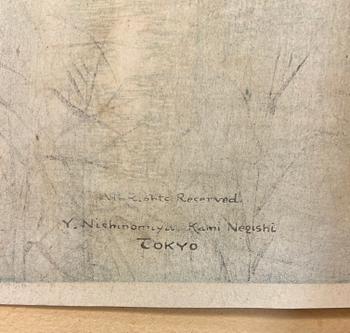 All Rights Reserved.
Y. Nishinomiya. Kami Negishi
TOKYO